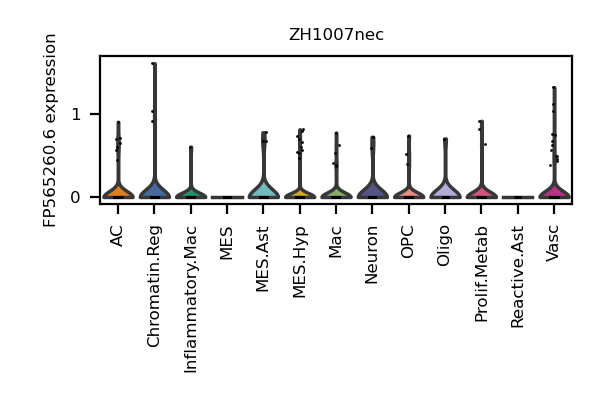 ZH1007nec
FP565260.6 expression
1
0
AC
Chromatin.Reg
Inflammatory.Mac
MES
MES.Ast
MES.Hyp
Mac
Neuron
OPC
Oligo
Prolif.Metab
Reactive.Ast
Vasc